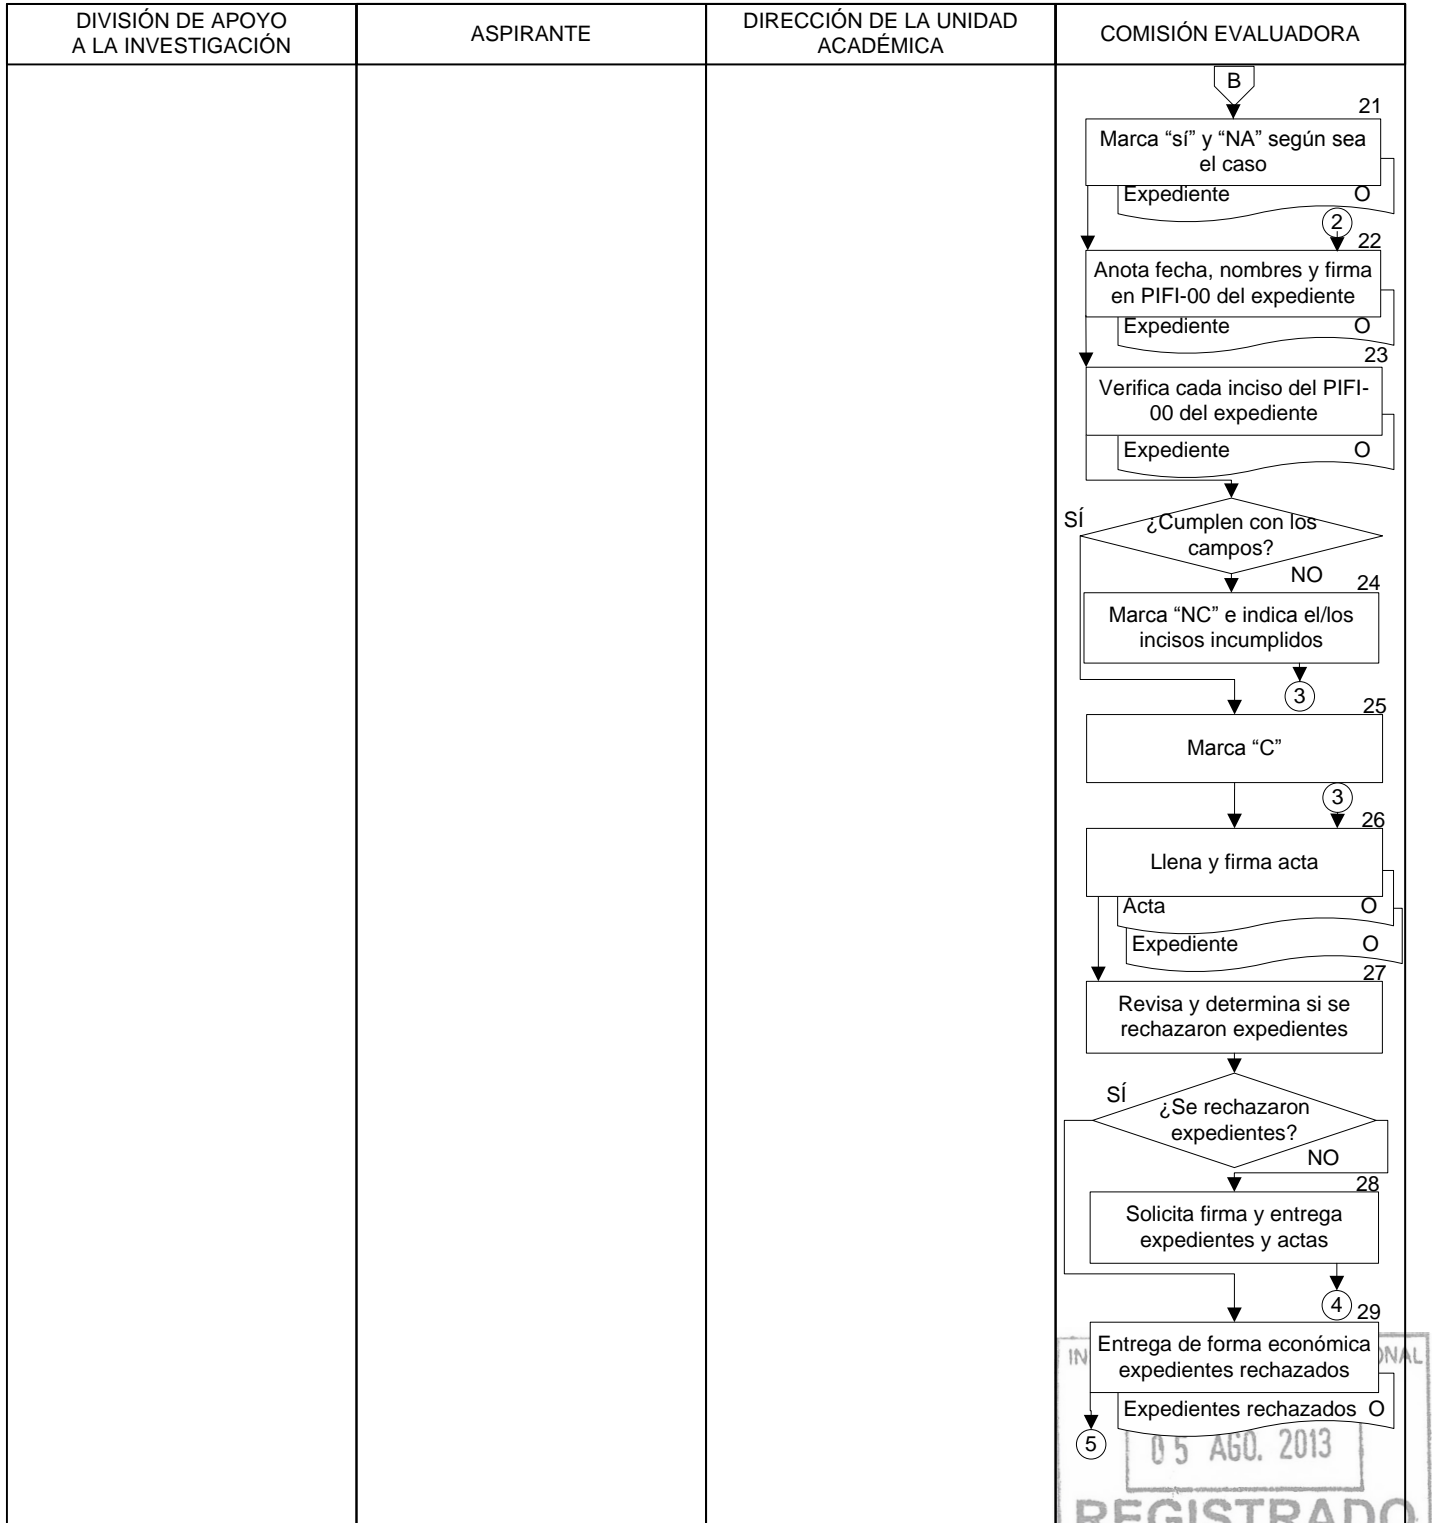 DIVISIÓN DE APOYO
A LA INVESTIGACIÓN
ASPIRANTE
DIRECCIÓN DE LA UNIDAD
ACADÉMICA
COMISIÓN EVALUADORA
B
21
Marca “sí” y “NA” según sea
el caso
Expediente O
2
22
Anota fecha, nombres y firma
en PIFI-00 del expediente
Expediente O
23
Verifica cada inciso del PIFI-
00 del expediente
Expediente O
SÍ
¿Cumplen con los
campos?
NO
24
Marca “NC” e indica el/los
incisos incumplidos
3
25
Marca “C”
3
26
Llena y firma acta
Acta O
Expediente O
27
Revisa y determina si se
rechazaron expedientes
SÍ
¿Se rechazaron
expedientes?
NO
28
Solicita firma y entrega
expedientes y actas
4
29
Entrega de forma económica
expedientes rechazados
Expedientes rechazados O
5
05 AGO. 2013
REGISTRADO